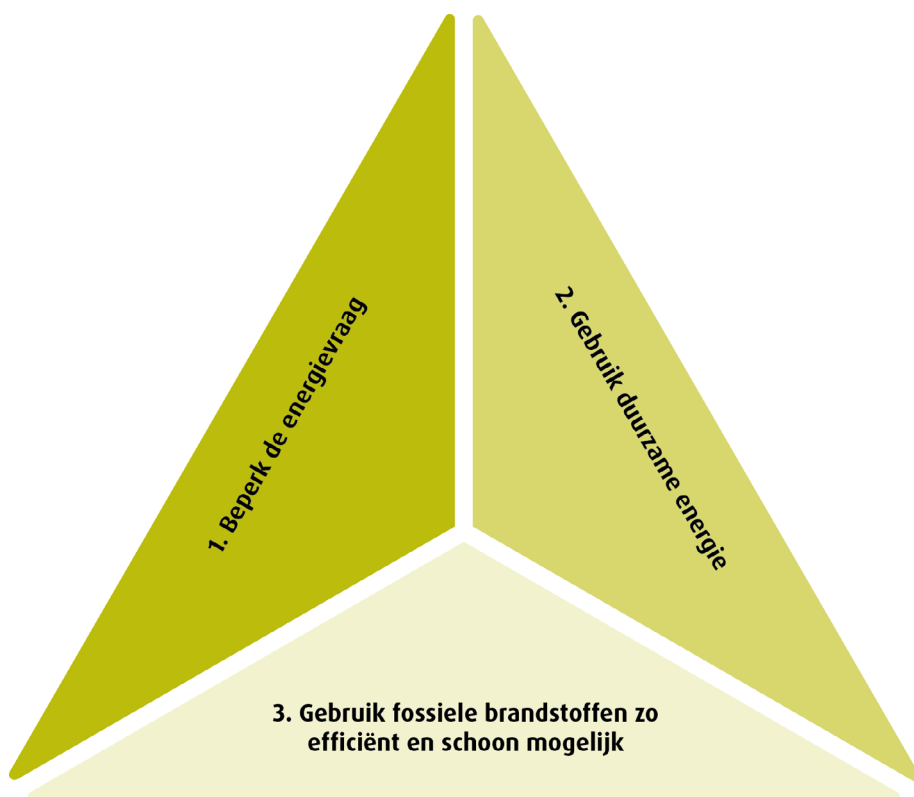 1. Beperk de energievraag
2. Gebruik duurzame energie
3. Gebruik fossiele brandstoffen zo
efficiënt en schoon mogelijk